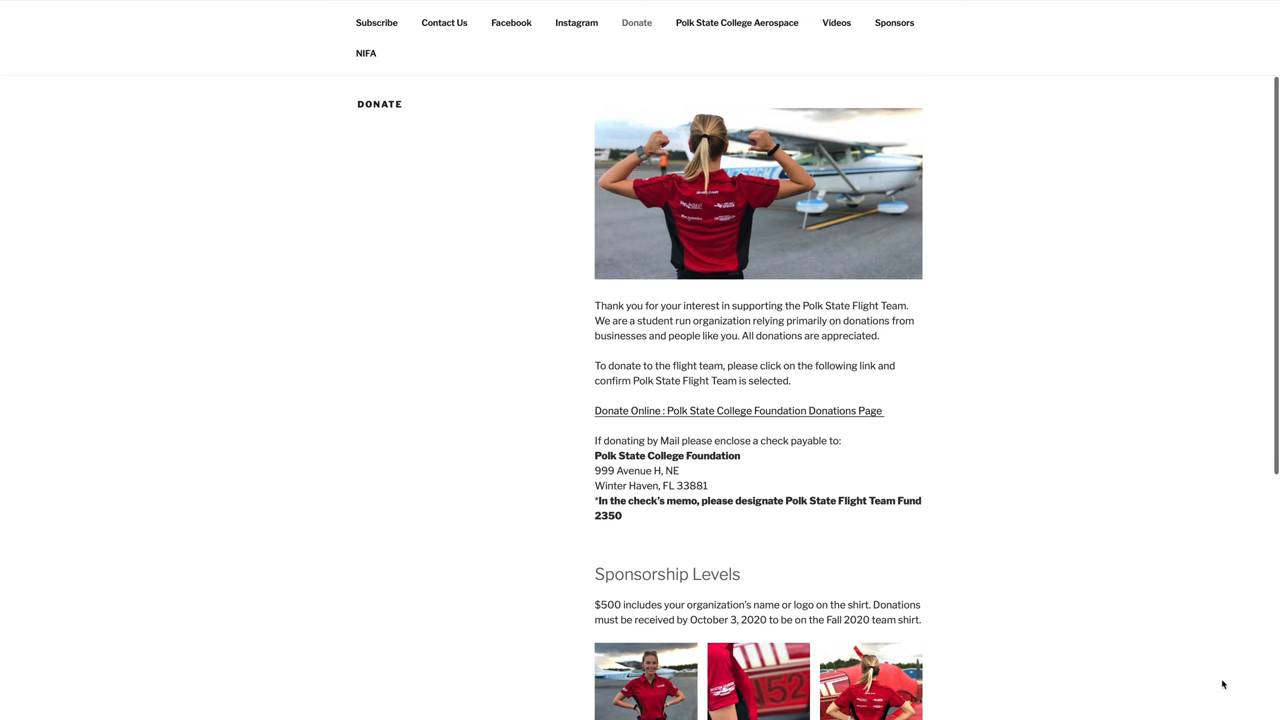 Subscribe Contact Us Facebook Instagram Donate Polk State College Aerospace Videos Sponsors
NIFA
DONATE
Thank you for your interest in supporting the Polk State Flight Team.
We are a student run organization relying primarily on donations from
businesses and people like you. All donations are appreciated.
To donate to the flight team, please click on the following link and
confirm Polk State Flight Team is selected.
Donate Online : Polk State College Foundation Donations Page
If donating by Mail please enclose a check payable to:
Polk State College Foundation
999 Avenue H, NE
Winter Haven, FL 33881
*In the check’s memo, please designate Polk State Flight Team Fund
2350
Sponsorship Levels
$500 includes your organization’s name or logo on the shirt. Donations
must be received by October 3, 2020 to be on the Fall 2020 team shirt.
N52